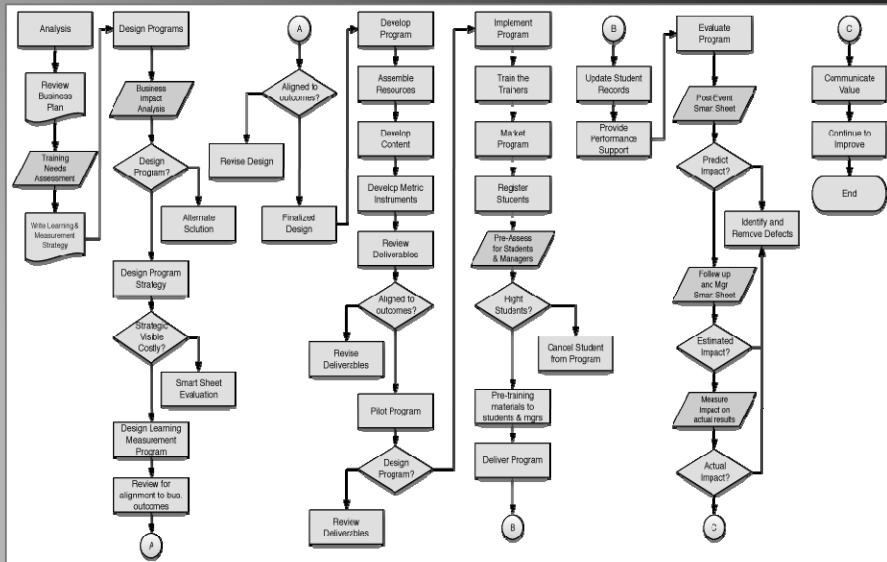 Analysis
Review
Business
Plan
Training
Needs
Assessment
Write Learning &
Measurement
Strategy
Design Programs
Business
Impact
Analysis
Design
Program?
Alternate
Solution
Design Program
Strategy
Strategic
Visible
Costly?
Smart Sheet
Evaluation
Design Learning
Measurement
Program
Review for
alignment to bus.
outcomes
A
A
Aligned to
outcomes?
Revise Design
Finalized
Design
Develop
Program
Assemble
Resources
Develop
Content
Develop Metric
Instruments
Review
Deliverables
Aligned to
outcomes?
Revise
Deliverables
Pilot Program
Design
Program?
Review
Deliverables
Implement
Program
Train the
Trainers
Market
Program
Register
Students
Pre-Assess
for Students
& Managers
Hight
Students?
Cancel Student
from Program
Pre-training
materials to
students & mgrs
Deliver Program
B
B
Update Student
Records
Provide
Performance
Support
Evaluate
Program
Post-Event
Smart Sheet
Predict
Impact?
Identify and
Remove Defects
Follow up
and Mgr
Smart Sheet
Estimated
Impact?
Measure
Impact on
actual results
Actual
Impact?
C
C
Communicate
Value
Continue to
Improve
End